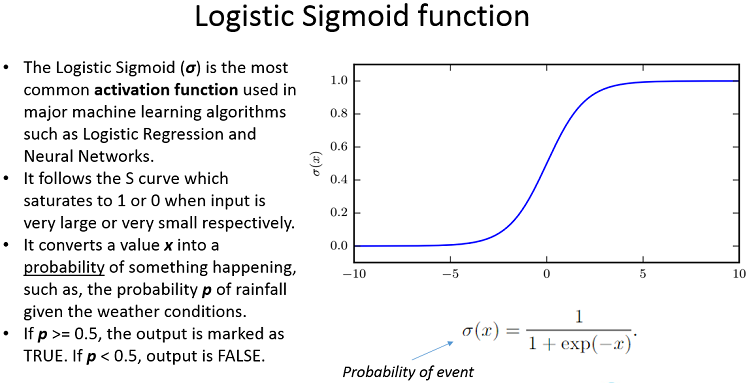 Logistic Sigmoid function
• The Logistic Sigmoid (σ) is the most
common activation function used in
major machine learning algorithms
such as Logistic Regression and
Neural Networks.
• It follows the S curve which
saturates to 1 or 0 when input is
very large or very small respectively.
• It converts a value x into a
probability of something happening,
such as, the probability p of rainfall
given the weather conditions.
• If p >= 0.5, the output is marked as
TRUE. If p < 0.5, output is FALSE.
1.0
0.8
0.6
0.4
0.2
0.0
σ(x)
−10 −5 0 5 10
σ(x) = 1 / 1 + exp(−x).
Probability of event